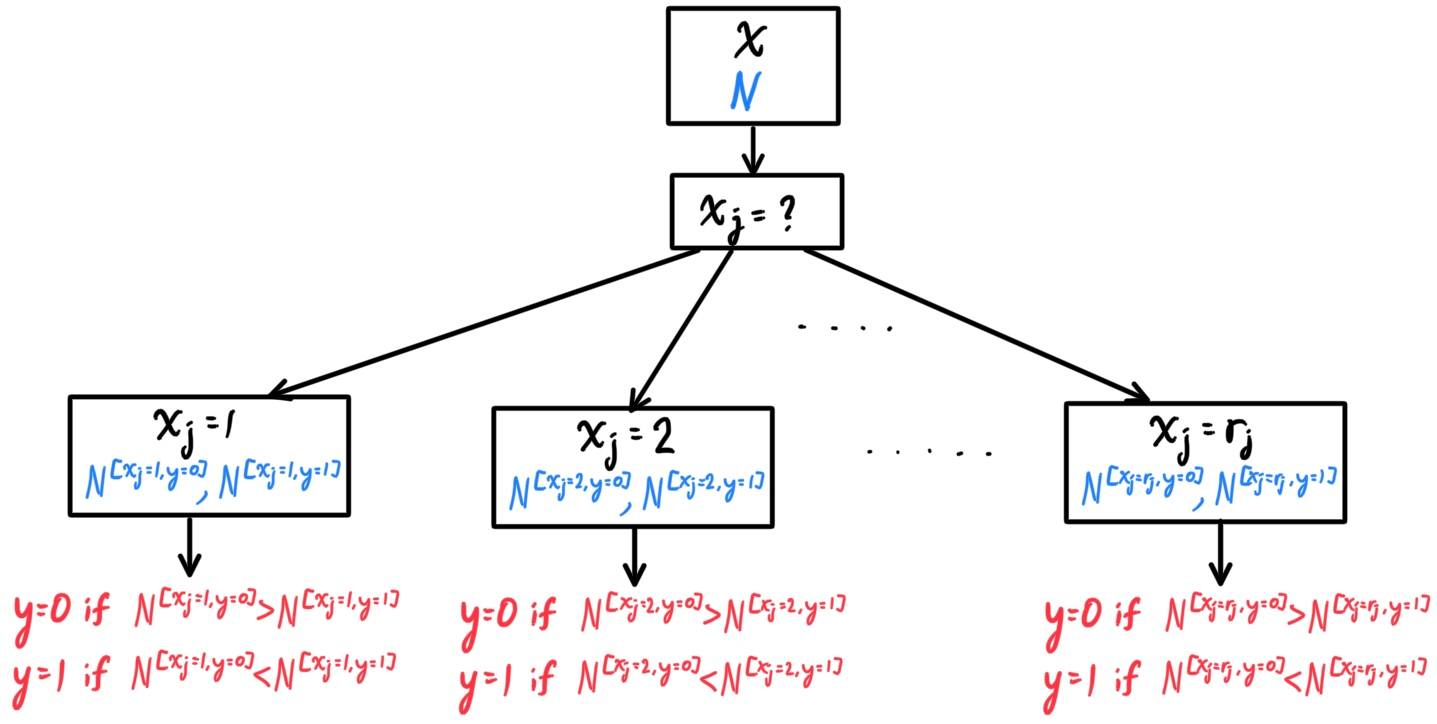 x
N
x_j = ?
. . . .
x_j = 1
N^[x_j=1, y=0], N^[x_j=1, y=1]
x_j = 2
N^[x_j=2, y=0], N^[x_j=2, y=1]
. . . . .
x_j = r_j
N^[x_j=r_j, y=0], N^[x_j=r_j, y=1]
y=0 if N^[x_j=1, y=0] > N^[x_j=1, y=1]
y=1 if N^[x_j=1, y=0] < N^[x_j=1, y=1]
y=0 if N^[x_j=2, y=0] > N^[x_j=2, y=1]
y=1 if N^[x_j=2, y=0] < N^[x_j=2, y=1]
y=0 if N^[x_j=r_j, y=0] > N^[x_j=r_j, y=1]
y=1 if N^[x_j=r_j, y=0] < N^[x_j=r_j, y=1]